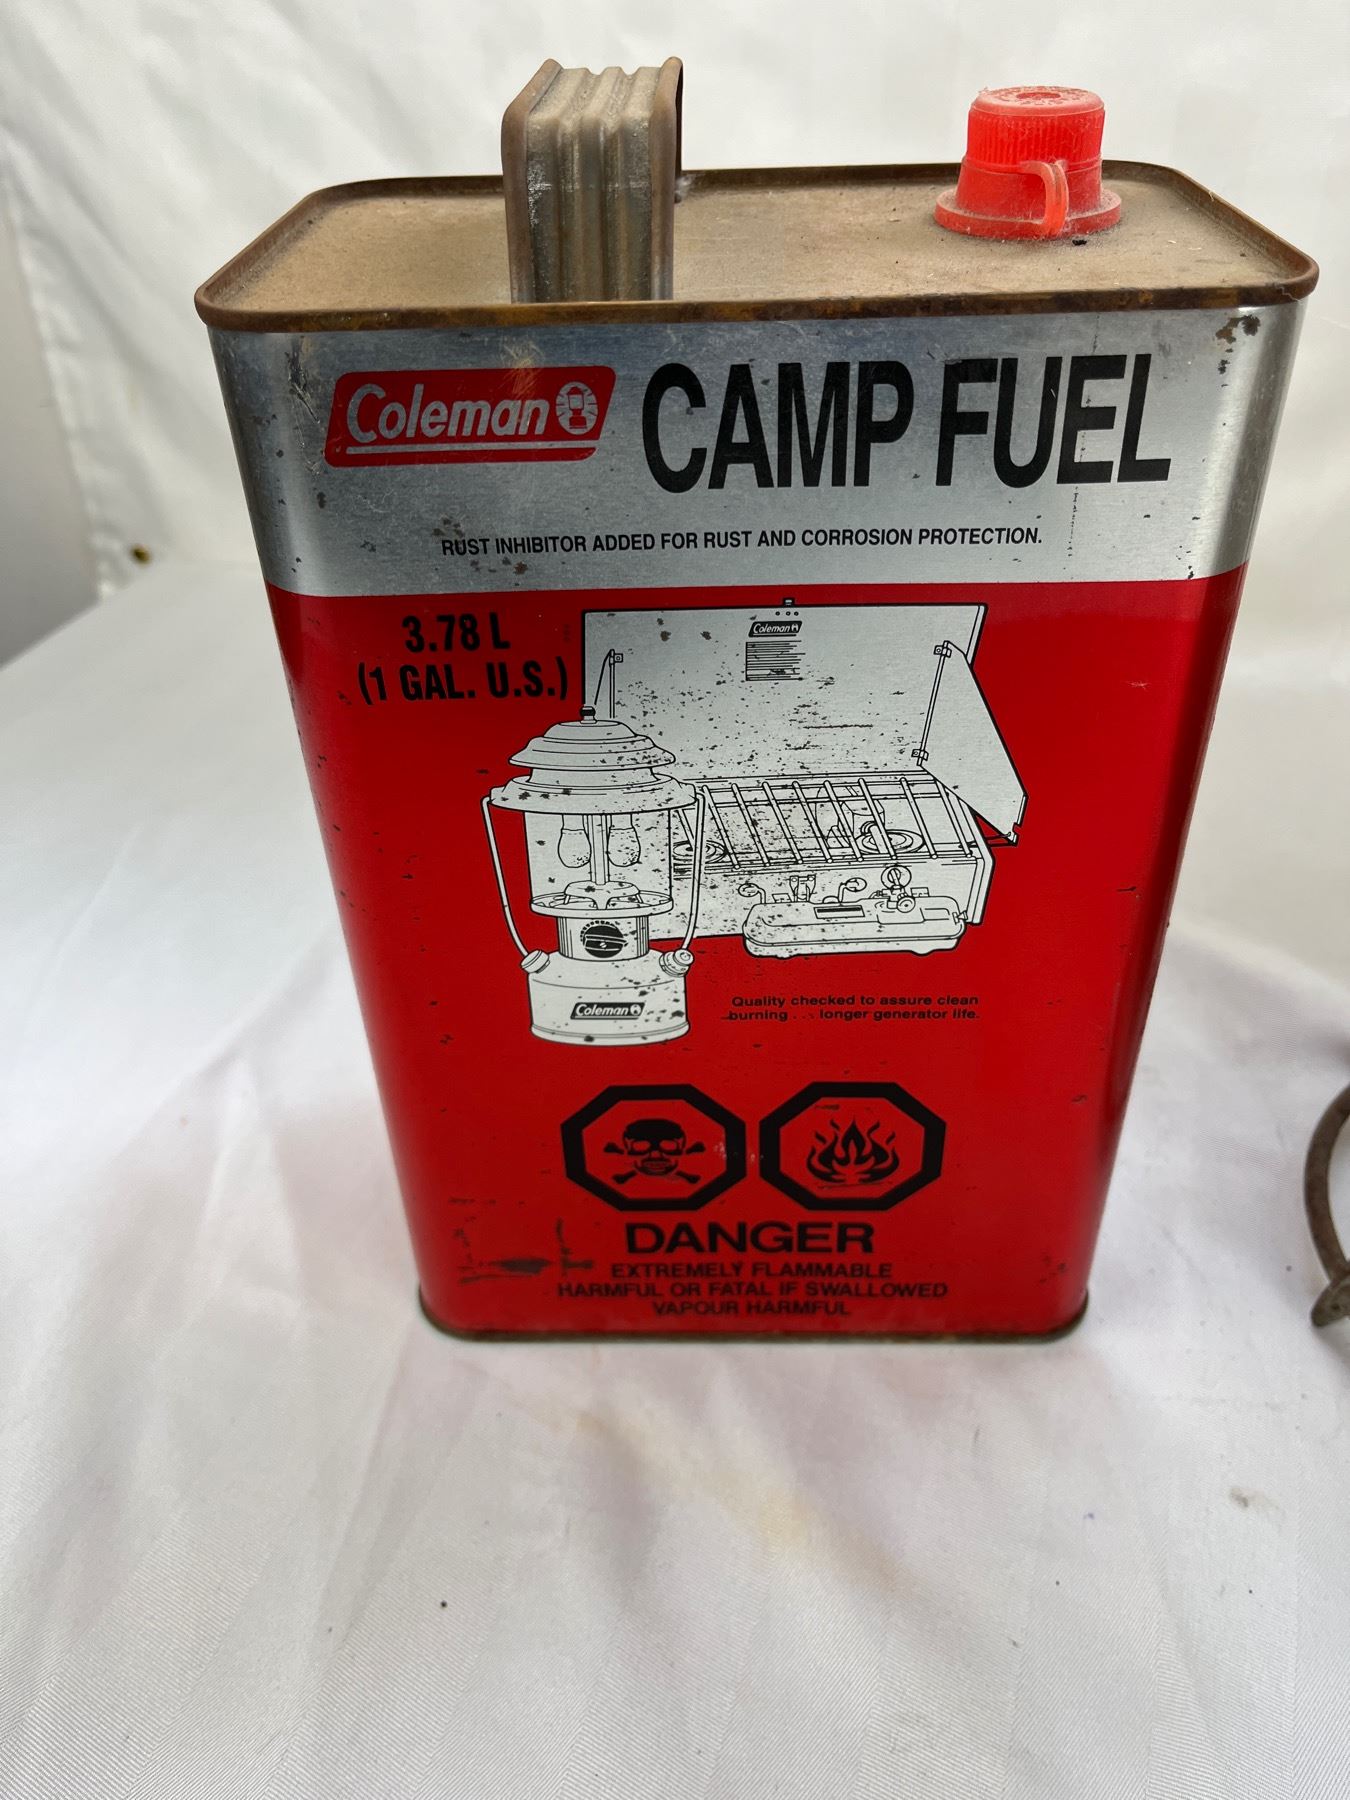 Coleman
CAMP FUEL
RUST INHIBITOR ADDED FOR RUST AND CORROSION PROTECTION.
3.78 L
(1 GAL. U.S.)
Coleman
Coleman
Quality checked to assure clean
burning . . . longer generator life.
DANGER
EXTREMELY FLAMMABLE
HARMFUL OR FATAL IF SWALLOWED
VAPOUR HARMFUL